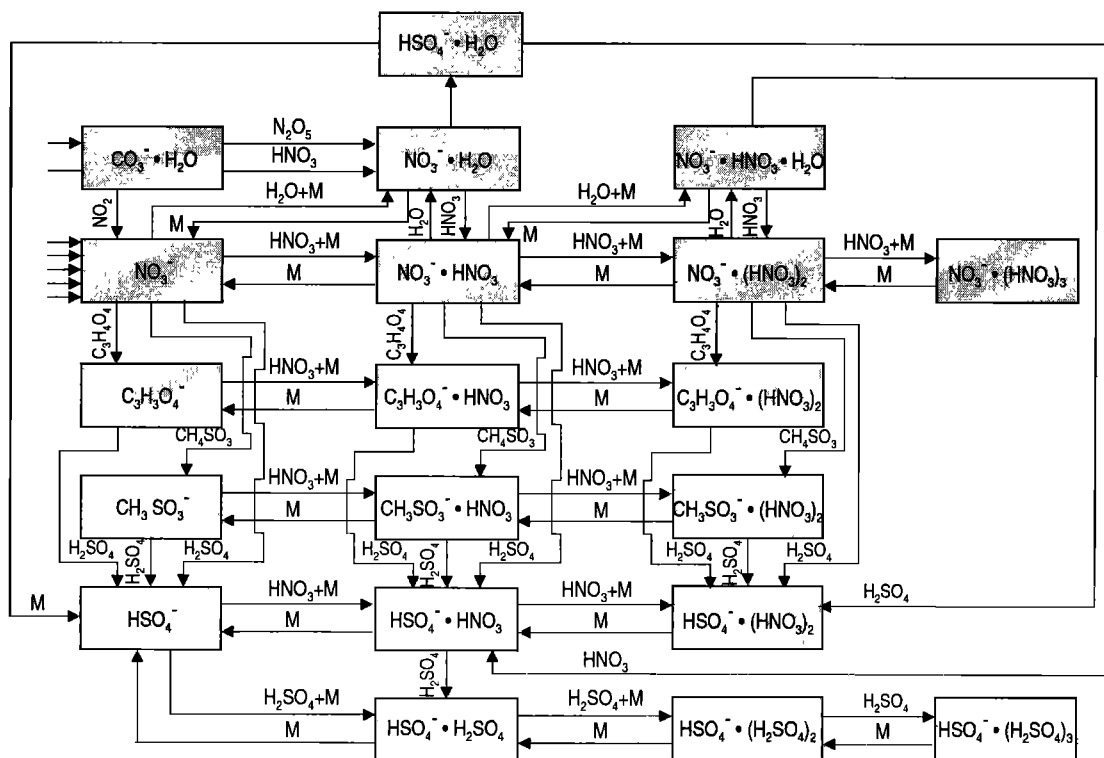 HSO₄⁻•H₂O
CO₃⁻•H₂O
N₂O₅
HNO₃
NO₃⁻•H₂O
NO₃⁻•HNO₃•H₂O
NO₂
H₂O+M
M
H₂O
HNO₃
H₂O+M
M
H₂O
HNO₃
NO₃⁻
HNO₃+M
M
NO₃⁻•HNO₃
HNO₃+M
M
NO₃⁻•(HNO₃)₂
HNO₃+M
M
NO₃⁻•(HNO₃)₃
C₃H₄O₄
C₃H₄O₄
C₃H₄O₄
C₃H₃O₄⁻
HNO₃+M
M
C₃H₃O₄⁻•HNO₃
HNO₃+M
M
C₃H₃O₄⁻•(HNO₃)₂
CH₄SO₃
CH₄SO₃
CH₄SO₃
CH₃SO₃⁻
HNO₃+M
M
CH₃SO₃⁻•HNO₃
HNO₃+M
M
CH₃SO₃⁻•(HNO₃)₂
H₂SO₄
H₂SO₄
H₂SO₄
H₂SO₄
H₂SO₄
H₂SO₄
H₂SO₄
H₂SO₄
H₂SO₄
M
HSO₄⁻
HNO₃+M
M
HSO₄⁻•HNO₃
HNO₃+M
M
HSO₄⁻•(HNO₃)₂
H₂SO₄
HNO₃
H₂SO₄
H₂SO₄+M
M
HSO₄⁻•H₂SO₄
H₂SO₄+M
M
HSO₄⁻•(H₂SO₄)₂
H₂SO₄
M
HSO₄⁻•(H₂SO₄)₃